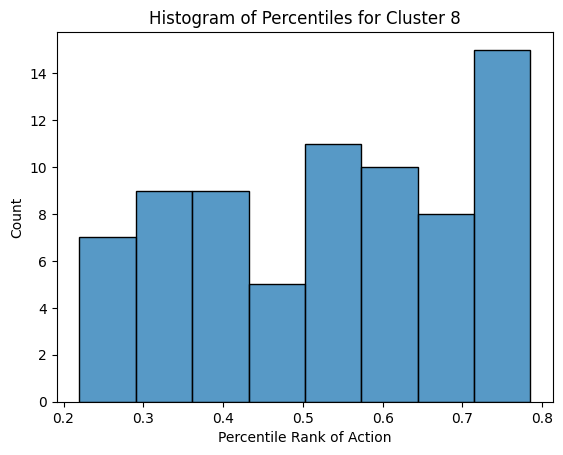 Histogram of Percentiles for Cluster 8
14
12
10
8
6
4
2
0
Count
0.2 0.3 0.4 0.5 0.6 0.7 0.8
Percentile Rank of Action